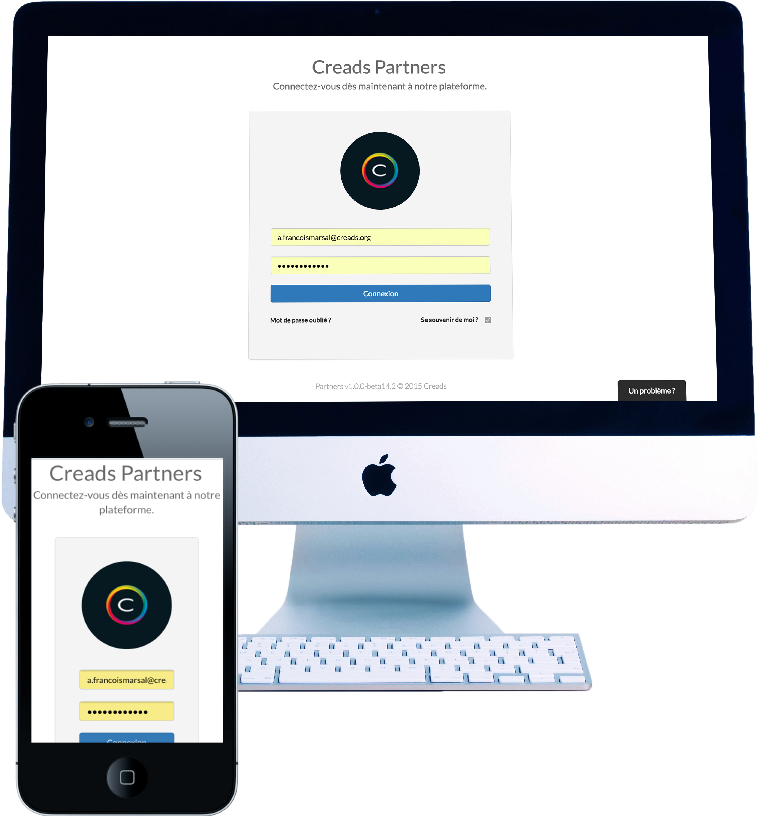 Creads Partners
Connectez-vous dès maintenant à notre plateforme.
C
a.francoismarsal@creads.org
••••••••••••
Connexion
Mot de passe oublié ?
Se souvenir de moi ?
Partners v1.0.0-beta14.2 © 2015 Creads
Un problème ?
Creads Partners
Connectez-vous dès maintenant à notre
plateforme.
C
a.francoismarsal@cre
••••••••••••
Connexion